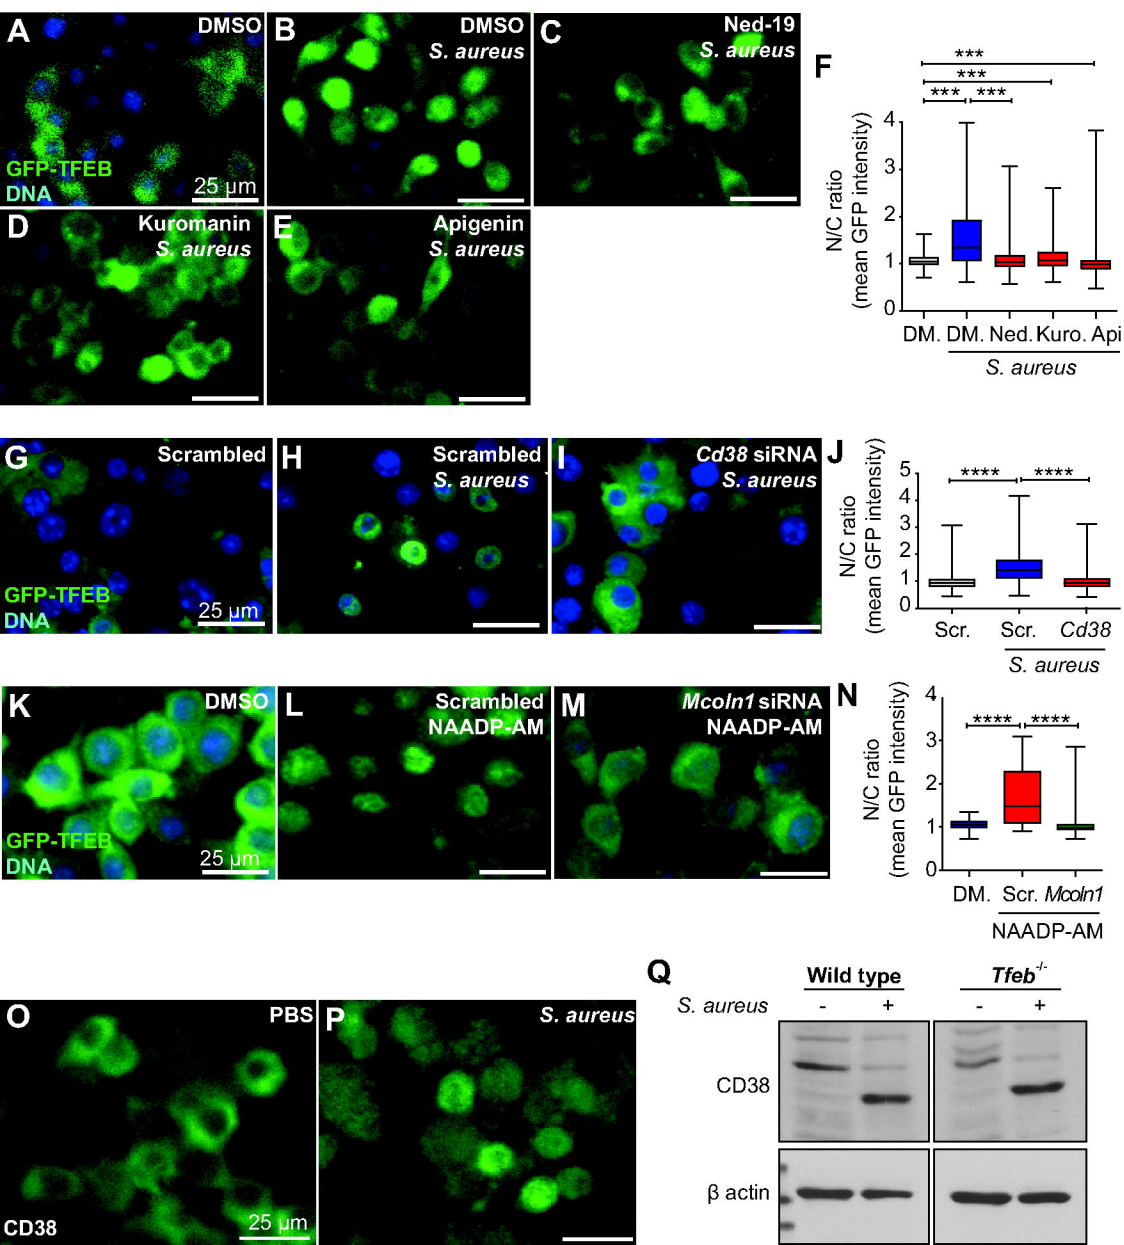 A
DMSO
GFP-TFEB
DNA
25 µm
B
DMSO
S. aureus
C
Ned-19
S. aureus
D
Kuromanin
S. aureus
E
Apigenin
S. aureus
F
***
***
*** ***
N/C ratio
(mean GFP intensity)
4
3
2
1
0
DM. DM. Ned. Kuro. Api
S. aureus
G
Scrambled
GFP-TFEB
DNA
25 µm
H
Scrambled
S. aureus
I
Cd38 siRNA
S. aureus
J
**** ****
N/C ratio
(mean GFP intensity)
5
4
3
2
1
0
Scr. Scr. Cd38
S. aureus
K
DMSO
GFP-TFEB
DNA
25 µm
L
Scrambled
NAADP-AM
M
Mcoln1 siRNA
NAADP-AM
N
**** ****
N/C ratio
(mean GFP intensity)
4
3
2
1
0
DM. Scr. Mcoln1
NAADP-AM
O
PBS
CD38
25 µm
P
S. aureus
Q
Wild type Tfeb-/-
S. aureus - + - +
CD38
β actin